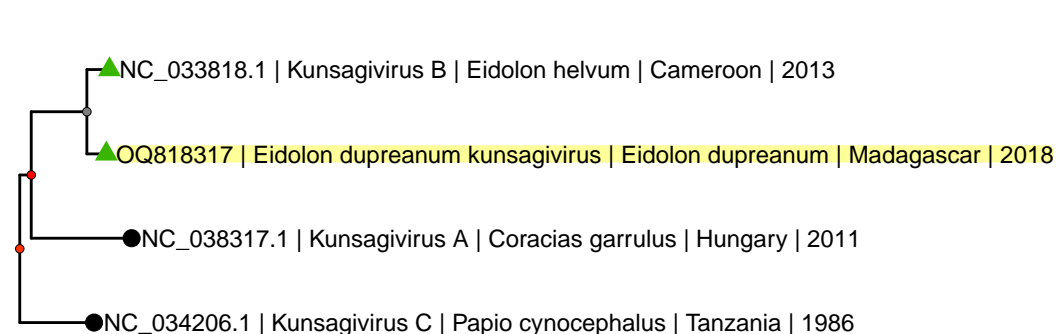 NC_033818.1 | Kunsagivirus B | Eidolon helvum | Cameroon | 2013
OQ818317 | Eidolon dupreanum kunsagivirus | Eidolon dupreanum | Madagascar | 2018
NC_038317.1 | Kunsagivirus A | Coracias garrulus | Hungary | 2011
NC_034206.1 | Kunsagivirus C | Papio cynocephalus | Tanzania | 1986